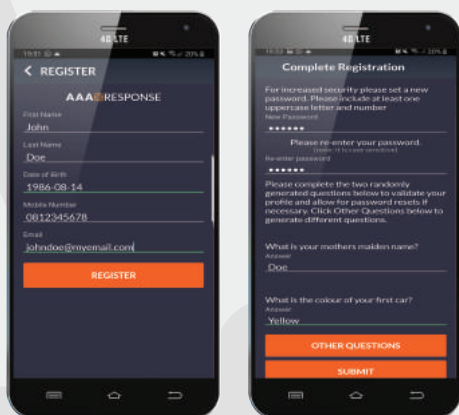 4G LTE
REGISTER
AAA RESPONSE
First Name
John
Last Name
Doe
Date of Birth
1986-08-14
Mobile Number
0812345678
Email
johndoe@myemail.com
REGISTER
4G LTE
Complete Registration
For increased security please set a new
password. Please include at least one
uppercase letter and number
New Password
••••••
Please re-enter your password.
Re-enter password
••••••
Please complete the two randomly
generated questions below to validate your
profile and allow for password resets if
necessary. Click Other Questions below to
generate different questions.
What is your mothers maiden name?
Answer
Doe
What is the colour of your first car?
Answer
Yellow
OTHER QUESTIONS
SUBMIT